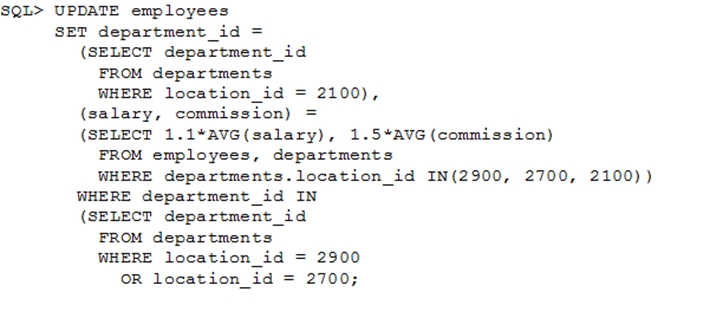 SQL> UPDATE employees
SET department_id =
(SELECT department_id
FROM departments
WHERE location_id = 2100),
(salary, commission) =
(SELECT 1.1*AVG(salary), 1.5*AVG(commission)
FROM employees, departments
WHERE departments.location_id IN(2900, 2700, 2100))
WHERE department_id IN
(SELECT department_id
FROM departments
WHERE location_id = 2900
OR location_id = 2700;